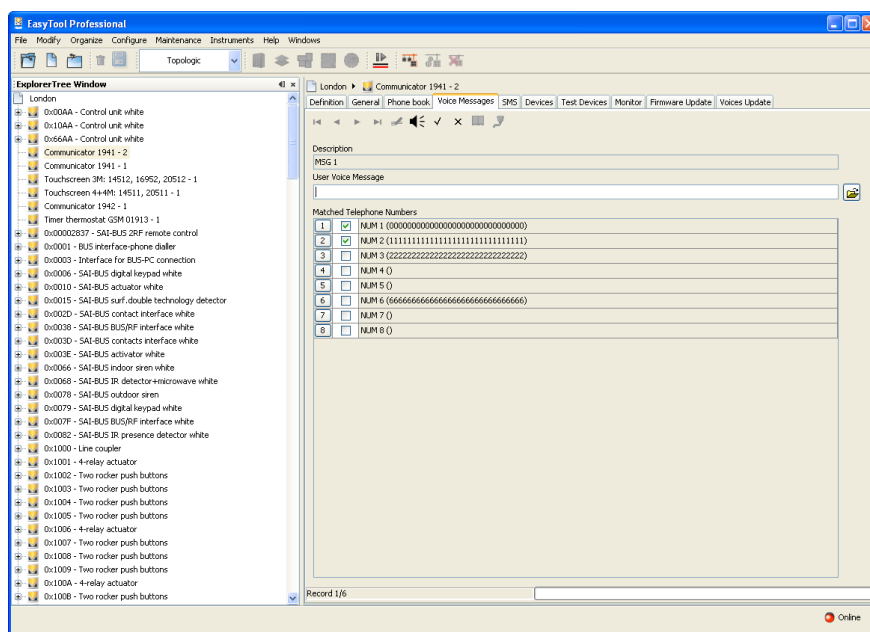 EasyTool Professional
File Modify Organize Configure Maintenance Instruments Help Windows
Topologic
ExplorerTree Window
London
0x00AA - Control unit white
0x10AA - Control unit white
0x66AA - Control unit white
Communicator 1941 - 2
Communicator 1941 - 1
Touchscreen 3M: 14512, 16952, 20512 - 1
Touchscreen 4+4M: 14511, 20511 - 1
Communicator 1942 - 1
Timer thermostat GSM 01913 - 1
0x00002837 - SAI-BUS 2RF remote control
0x0001 - BUS interface-phone dialler
0x0003 - Interface for BUS-PC connection
0x0006 - SAI-BUS digital keypad white
0x0010 - SAI-BUS actuator white
0x0015 - SAI-BUS surf.double technology detector
0x002D - SAI-BUS contact interface white
0x0038 - SAI-BUS BUS/RF interface white
0x003D - SAI-BUS contacts interface white
0x003E - SAI-BUS activator white
0x0066 - SAI-BUS indoor siren white
0x0068 - SAI-BUS IR detector+microwave white
0x0078 - SAI-BUS outdoor siren
0x0079 - SAI-BUS digital keypad white
0x007F - SAI-BUS BUS/RF interface white
0x0082 - SAI-BUS IR presence detector white
0x1000 - Line coupler
0x1001 - 4-relay actuator
0x1002 - Two rocker push buttons
0x1003 - Two rocker push buttons
0x1004 - Two rocker push buttons
0x1005 - Two rocker push buttons
0x1006 - 4-relay actuator
0x1007 - Two rocker push buttons
0x1008 - Two rocker push buttons
0x1009 - Two rocker push buttons
0x100A - 4-relay actuator
0x100B - Two rocker push buttons
London Communicator 1941 - 2
Definition General Phone book Voice Messages SMS Devices Test Devices Monitor Firmware Update Voices Update
Description
MSG 1
User Voice Message
Matched Telephone Numbers
1 NUM 1 (00000000000000000000000000)
2 NUM 2 (11111111111111111111111111)
3 NUM 3 (22222222222222222222222222)
4 NUM 4 ()
5 NUM 5 ()
6 NUM 6 (66666666666666666666666666)
7 NUM 7 ()
8 NUM 8 ()
Record 1/6
Online